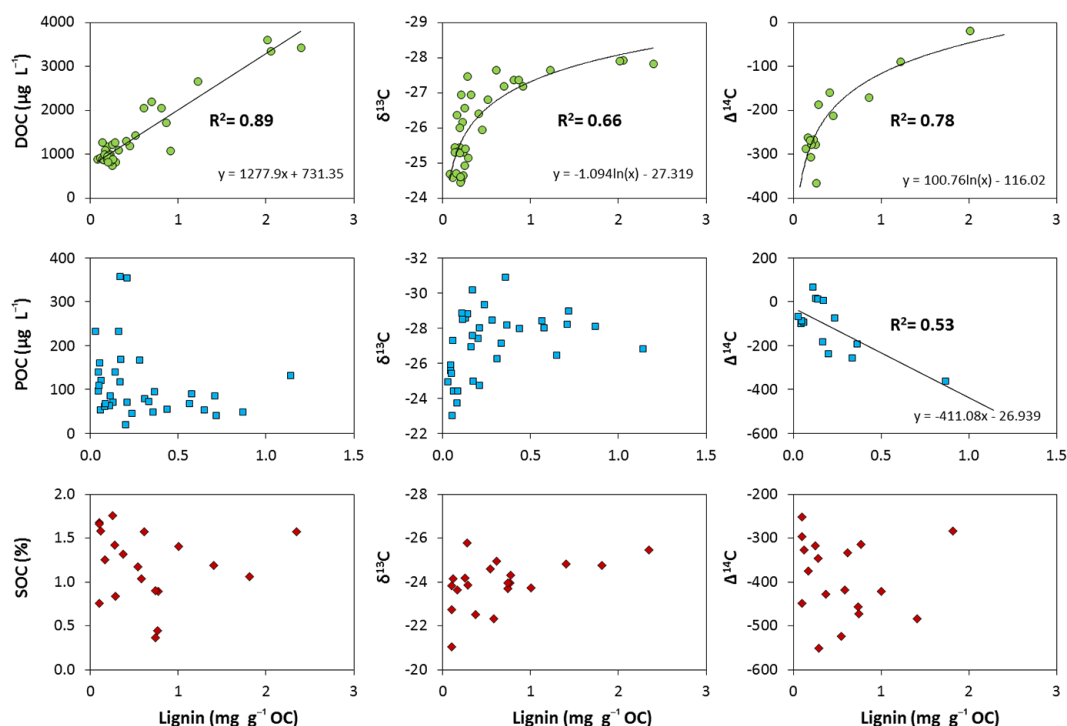 DOC (µg L⁻¹)
4000
3000
2000
1000
0
R²= 0.89
y = 1277.9x + 731.35
0 1 2 3
δ¹³C
-29
-28
-27
-26
-25
-24
R²= 0.66
y = -1.094ln(x) - 27.319
0 1 2 3
Δ¹⁴C
0
-100
-200
-300
-400
R²= 0.78
y = 100.76ln(x) - 116.02
0 1 2 3
POC (µg L⁻¹)
400
300
200
100
0
0.0 0.5 1.0 1.5
δ¹³C
-32
-30
-28
-26
-24
-22
0.0 0.5 1.0 1.5
Δ¹⁴C
200
0
-200
-400
-600
R²= 0.53
y = -411.08x - 26.939
0.0 0.5 1.0 1.5
SOC (%)
2.0
1.5
1.0
0.5
0.0
0 1 2 3
Lignin (mg g⁻¹ OC)
δ¹³C
-28
-26
-24
-22
-20
0 1 2 3
Lignin (mg g⁻¹ OC)
Δ¹⁴C
-200
-300
-400
-500
-600
0 1 2 3
Lignin (mg g⁻¹ OC)